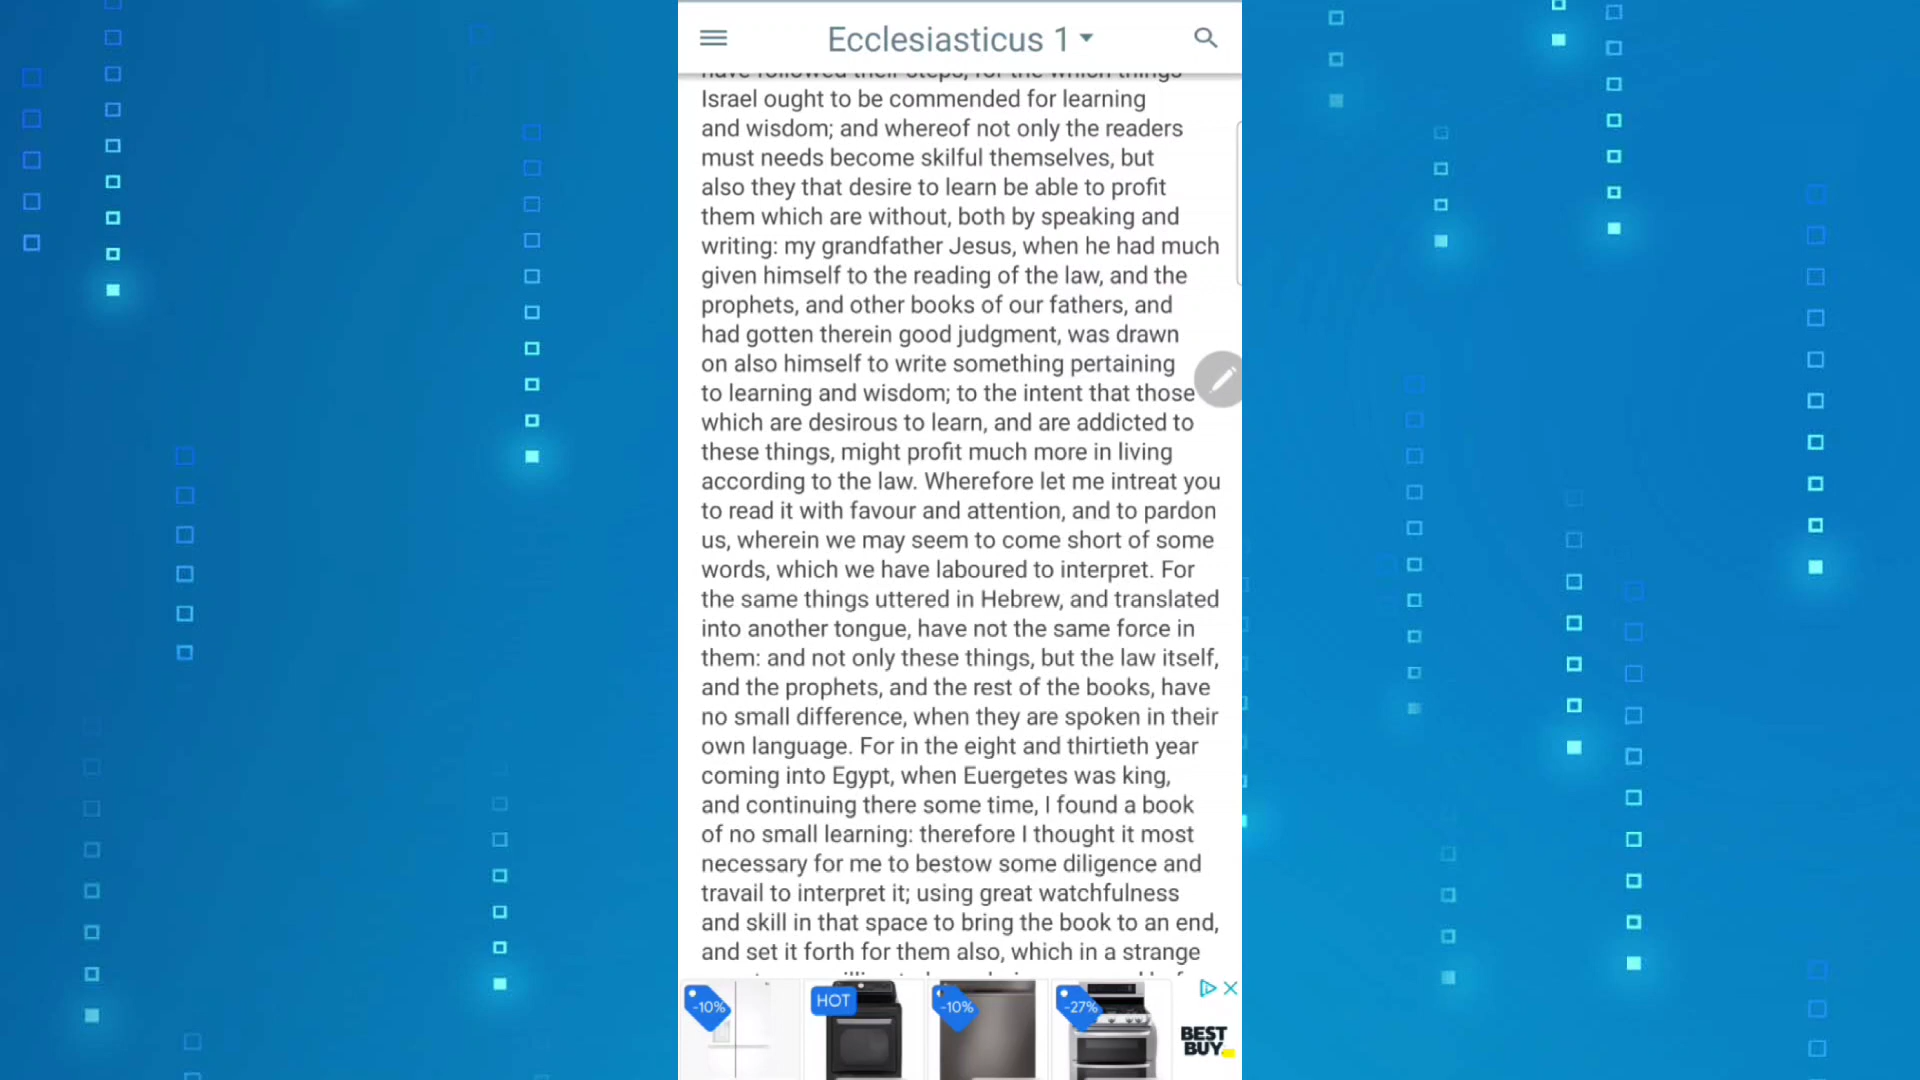 Ecclesiasticus 1
have followed their steps; for the which things
Israel ought to be commended for learning
and wisdom; and whereof not only the readers
must needs become skilful themselves, but
also they that desire to learn be able to profit
them which are without, both by speaking and
writing: my grandfather Jesus, when he had much
given himself to the reading of the law, and the
prophets, and other books of our fathers, and
had gotten therein good judgment, was drawn
on also himself to write something pertaining
to learning and wisdom; to the intent that those
which are desirous to learn, and are addicted to
these things, might profit much more in living
according to the law. Wherefore let me intreat you
to read it with favour and attention, and to pardon
us, wherein we may seem to come short of some
words, which we have laboured to interpret. For
the same things uttered in Hebrew, and translated
into another tongue, have not the same force in
them: and not only these things, but the law itself,
and the prophets, and the rest of the books, have
no small difference, when they are spoken in their
own language. For in the eight and thirtieth year
coming into Egypt, when Euergetes was king,
and continuing there some time, I found a book
of no small learning: therefore I thought it most
necessary for me to bestow some diligence and
travail to interpret it; using great watchfulness
and skill in that space to bring the book to an end,
and set it forth for them also, which in a strange
-10%
HOT
-10%
-27%
BEST
BUY